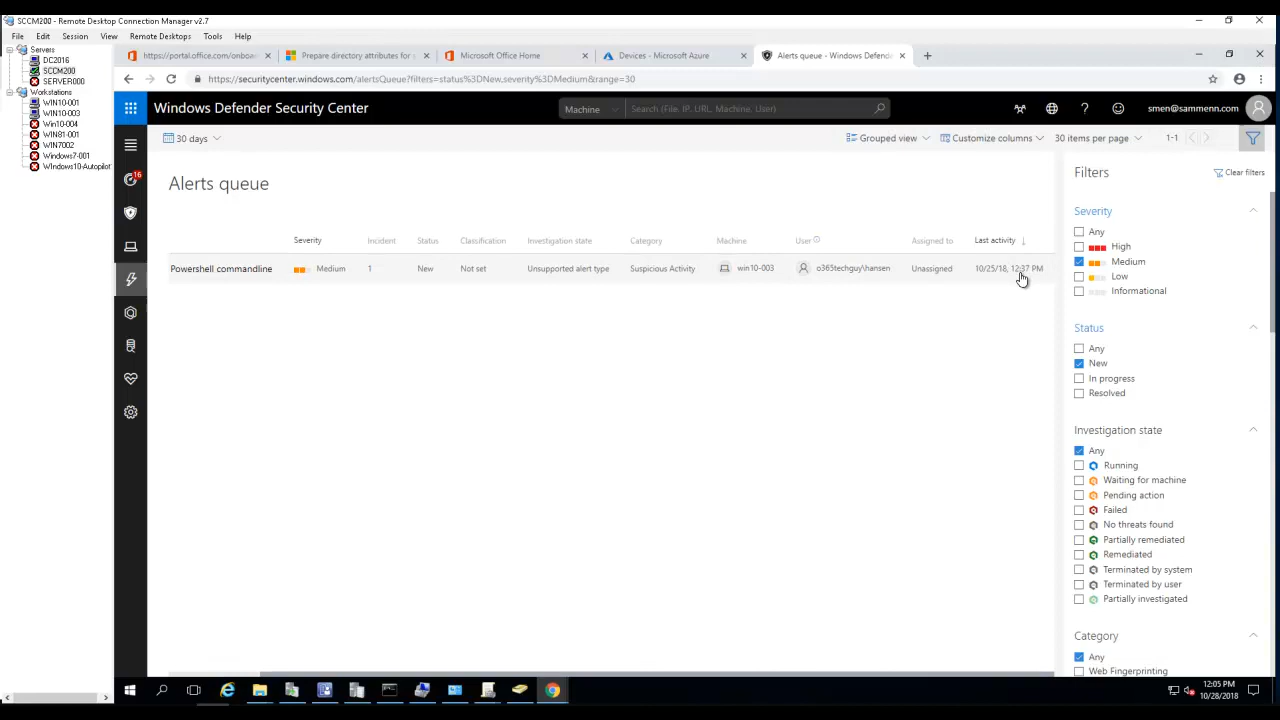 SCCM200 - Remote Desktop Connection Manager v2.7
File Edit Session View Remote Desktops Tools Help
Servers
DC2016
SCCM200
SERVER000
Workstations
WIN10-001
WIN10-003
Win10-004
WIN81-001
WIN7002
Windows7-001
WIndows10-Autopilot
https://portal.office.com/onboa
Prepare directory attributes for s
Microsoft Office Home
Devices - Microsoft Azure
Alerts queue - Windows Defende
https://securitycenter.windows.com/alertsQueue?filters=status%3DNew,severity%3DMedium&range=30
Windows Defender Security Center
Machine
Search (File, IP, URL, Machine, User)
smen@sammenn.com
16
30 days
Grouped view
Customize columns
30 items per page
1-1
Alerts queue
Severity Incident Status Classification Investigation state Category Machine User Assigned to Last activity
Powershell commandline Medium 1 New Not set Unsupported alert type Suspicious Activity win10-003 o365techguy\hansen Unassigned 10/25/18, 12:37 PM
Filters
Clear filters
Severity
Any
High
Medium
Low
Informational
Status
Any
New
In progress
Resolved
Investigation state
Any
Running
Waiting for machine
Pending action
Failed
No threats found
Partially remediated
Remediated
Terminated by system
Terminated by user
Partially investigated
Category
Any
Web Fingerprinting
12:05 PM
10/28/2018